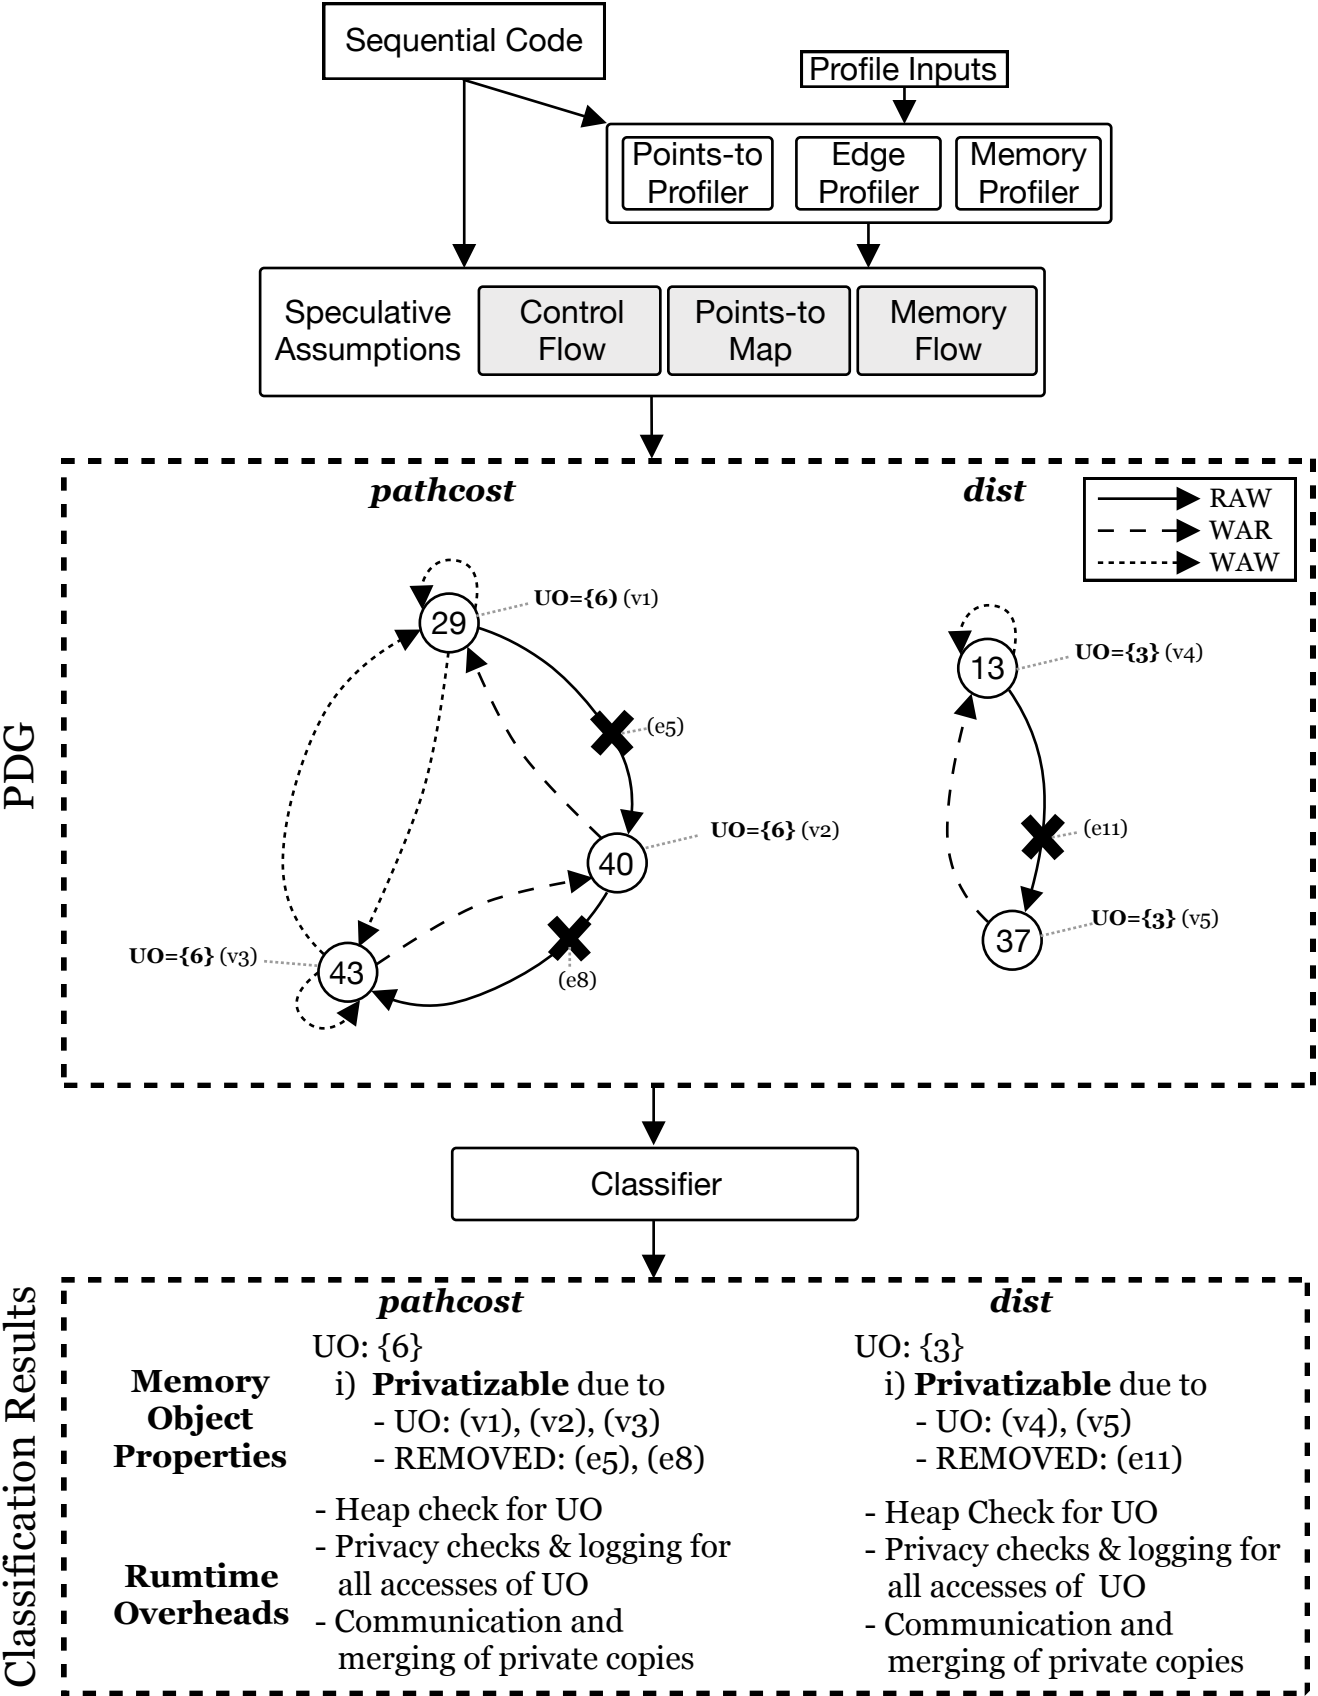 Sequential Code
Profile Inputs
Points-to
Profiler
Edge
Profiler
Memory
Profiler
Speculative
Assumptions
Control
Flow
Points-to
Map
Memory
Flow
PDG
pathcost
dist
RAW
WAR
WAW
29
UO={6) (v1)
(e5)
40
UO={6} (v2)
43
UO={6} (v3)
(e8)
13
UO={3} (v4)
(e11)
37
UO={3} (v5)
Classifier
Classification Results
pathcost
dist
Memory
Object
Properties
UO: {6}
i) Privatizable due to
- UO: (v1), (v2), (v3)
- REMOVED: (e5), (e8)
UO: {3}
i) Privatizable due to
- UO: (v4), (v5)
- REMOVED: (e11)
Rumtime
Overheads
- Heap check for UO
- Privacy checks & logging for
all accesses of UO
- Communication and
merging of private copies
- Heap Check for UO
- Privacy checks & logging for
all accesses of UO
- Communication and
merging of private copies